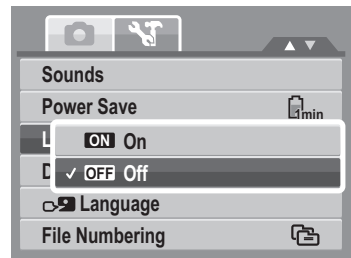 Sounds
Power Save 1min
L ON On
D ✓ OFF Off
Language
File Numbering